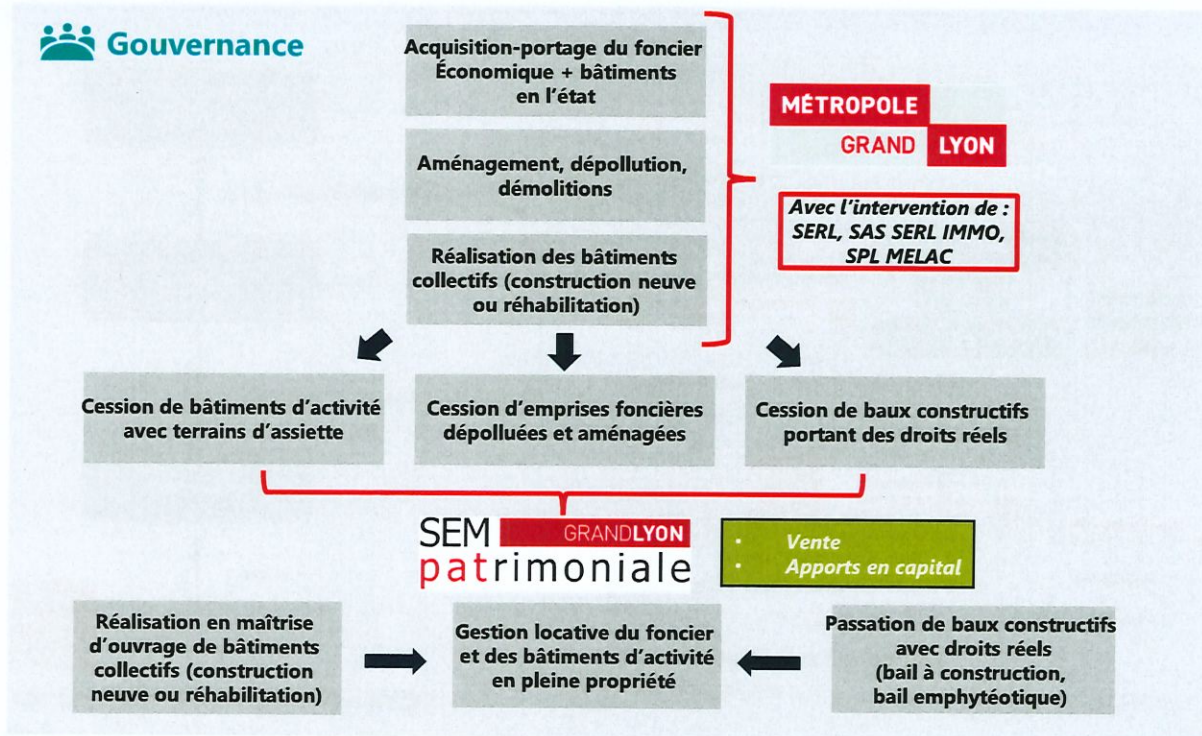 Gouvernance
Acquisition-portage du foncier
Économique + bâtiments
en l'état
MÉTROPOLE
GRAND LYON
Aménagement, dépollution,
démolitions
Avec l'intervention de :
SERL, SAS SERL IMMO,
SPL MELAC
Réalisation des bâtiments
collectifs (construction neuve
ou réhabilitation)
Cession de bâtiments d'activité
avec terrains d'assiette
Cession d'emprises foncières
dépolluées et aménagées
Cession de baux constructifs
portant des droits réels
SEM GRANDLYON
patrimoniale
• Vente
• Apports en capital
Réalisation en maîtrise
d'ouvrage de bâtiments
collectifs (construction
neuve ou réhabilitation)
Gestion locative du foncier
et des bâtiments d'activité
en pleine propriété
Passation de baux constructifs
avec droits réels
(bail à construction,
bail emphytéotique)